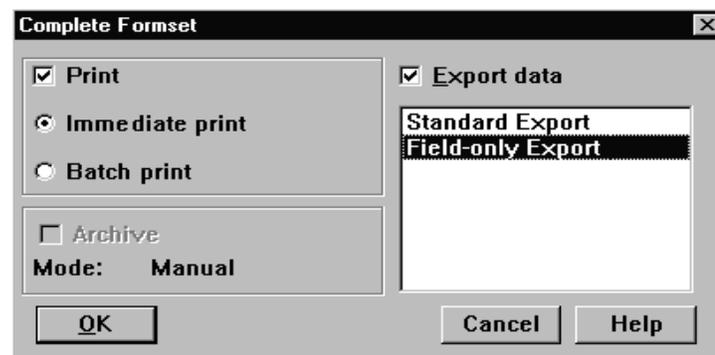 Complete Formset
Print
Immediate print
Batch print
Archive
Mode: Manual
Export data
Standard Export
Field-only Export
OK
Cancel
Help